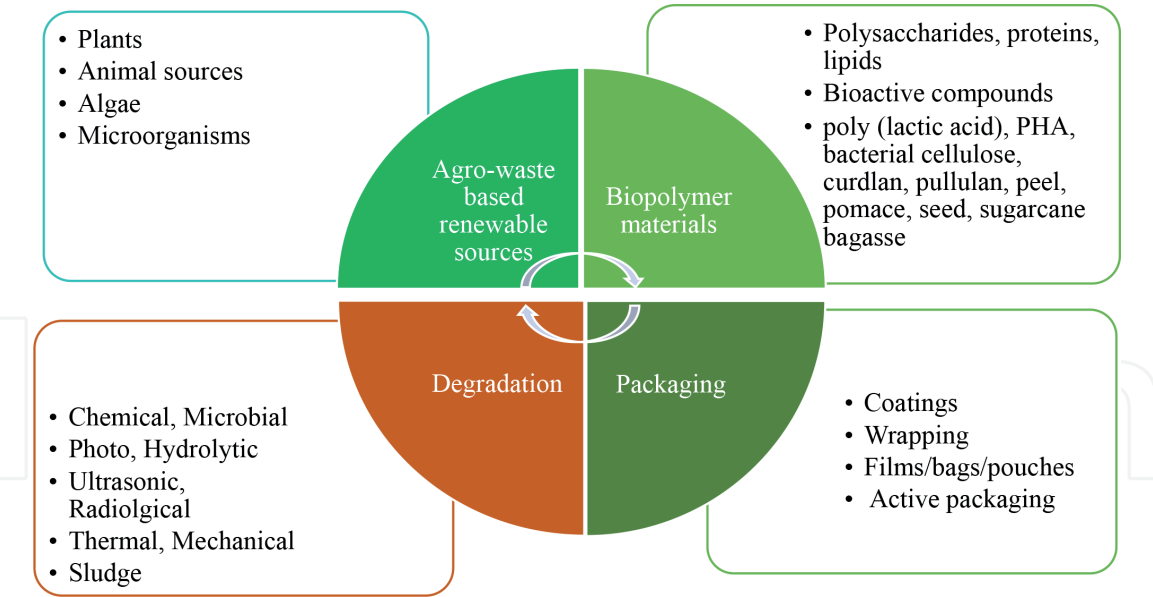 • Plants
• Animal sources
• Algae
• Microorganisms
• Polysaccharides, proteins,
lipids
• Bioactive compounds
• poly (lactic acid), PHA,
bacterial cellulose,
curdlan, pullulan, peel,
pomace, seed, sugarcane
bagasse
Agro-waste
based
renewable
sources
Biopolymer
materials
Degradation
Packaging
• Chemical, Microbial
• Photo, Hydrolytic
• Ultrasonic,
Radiolgical
• Thermal, Mechanical
• Sludge
• Coatings
• Wrapping
• Films/bags/pouches
• Active packaging